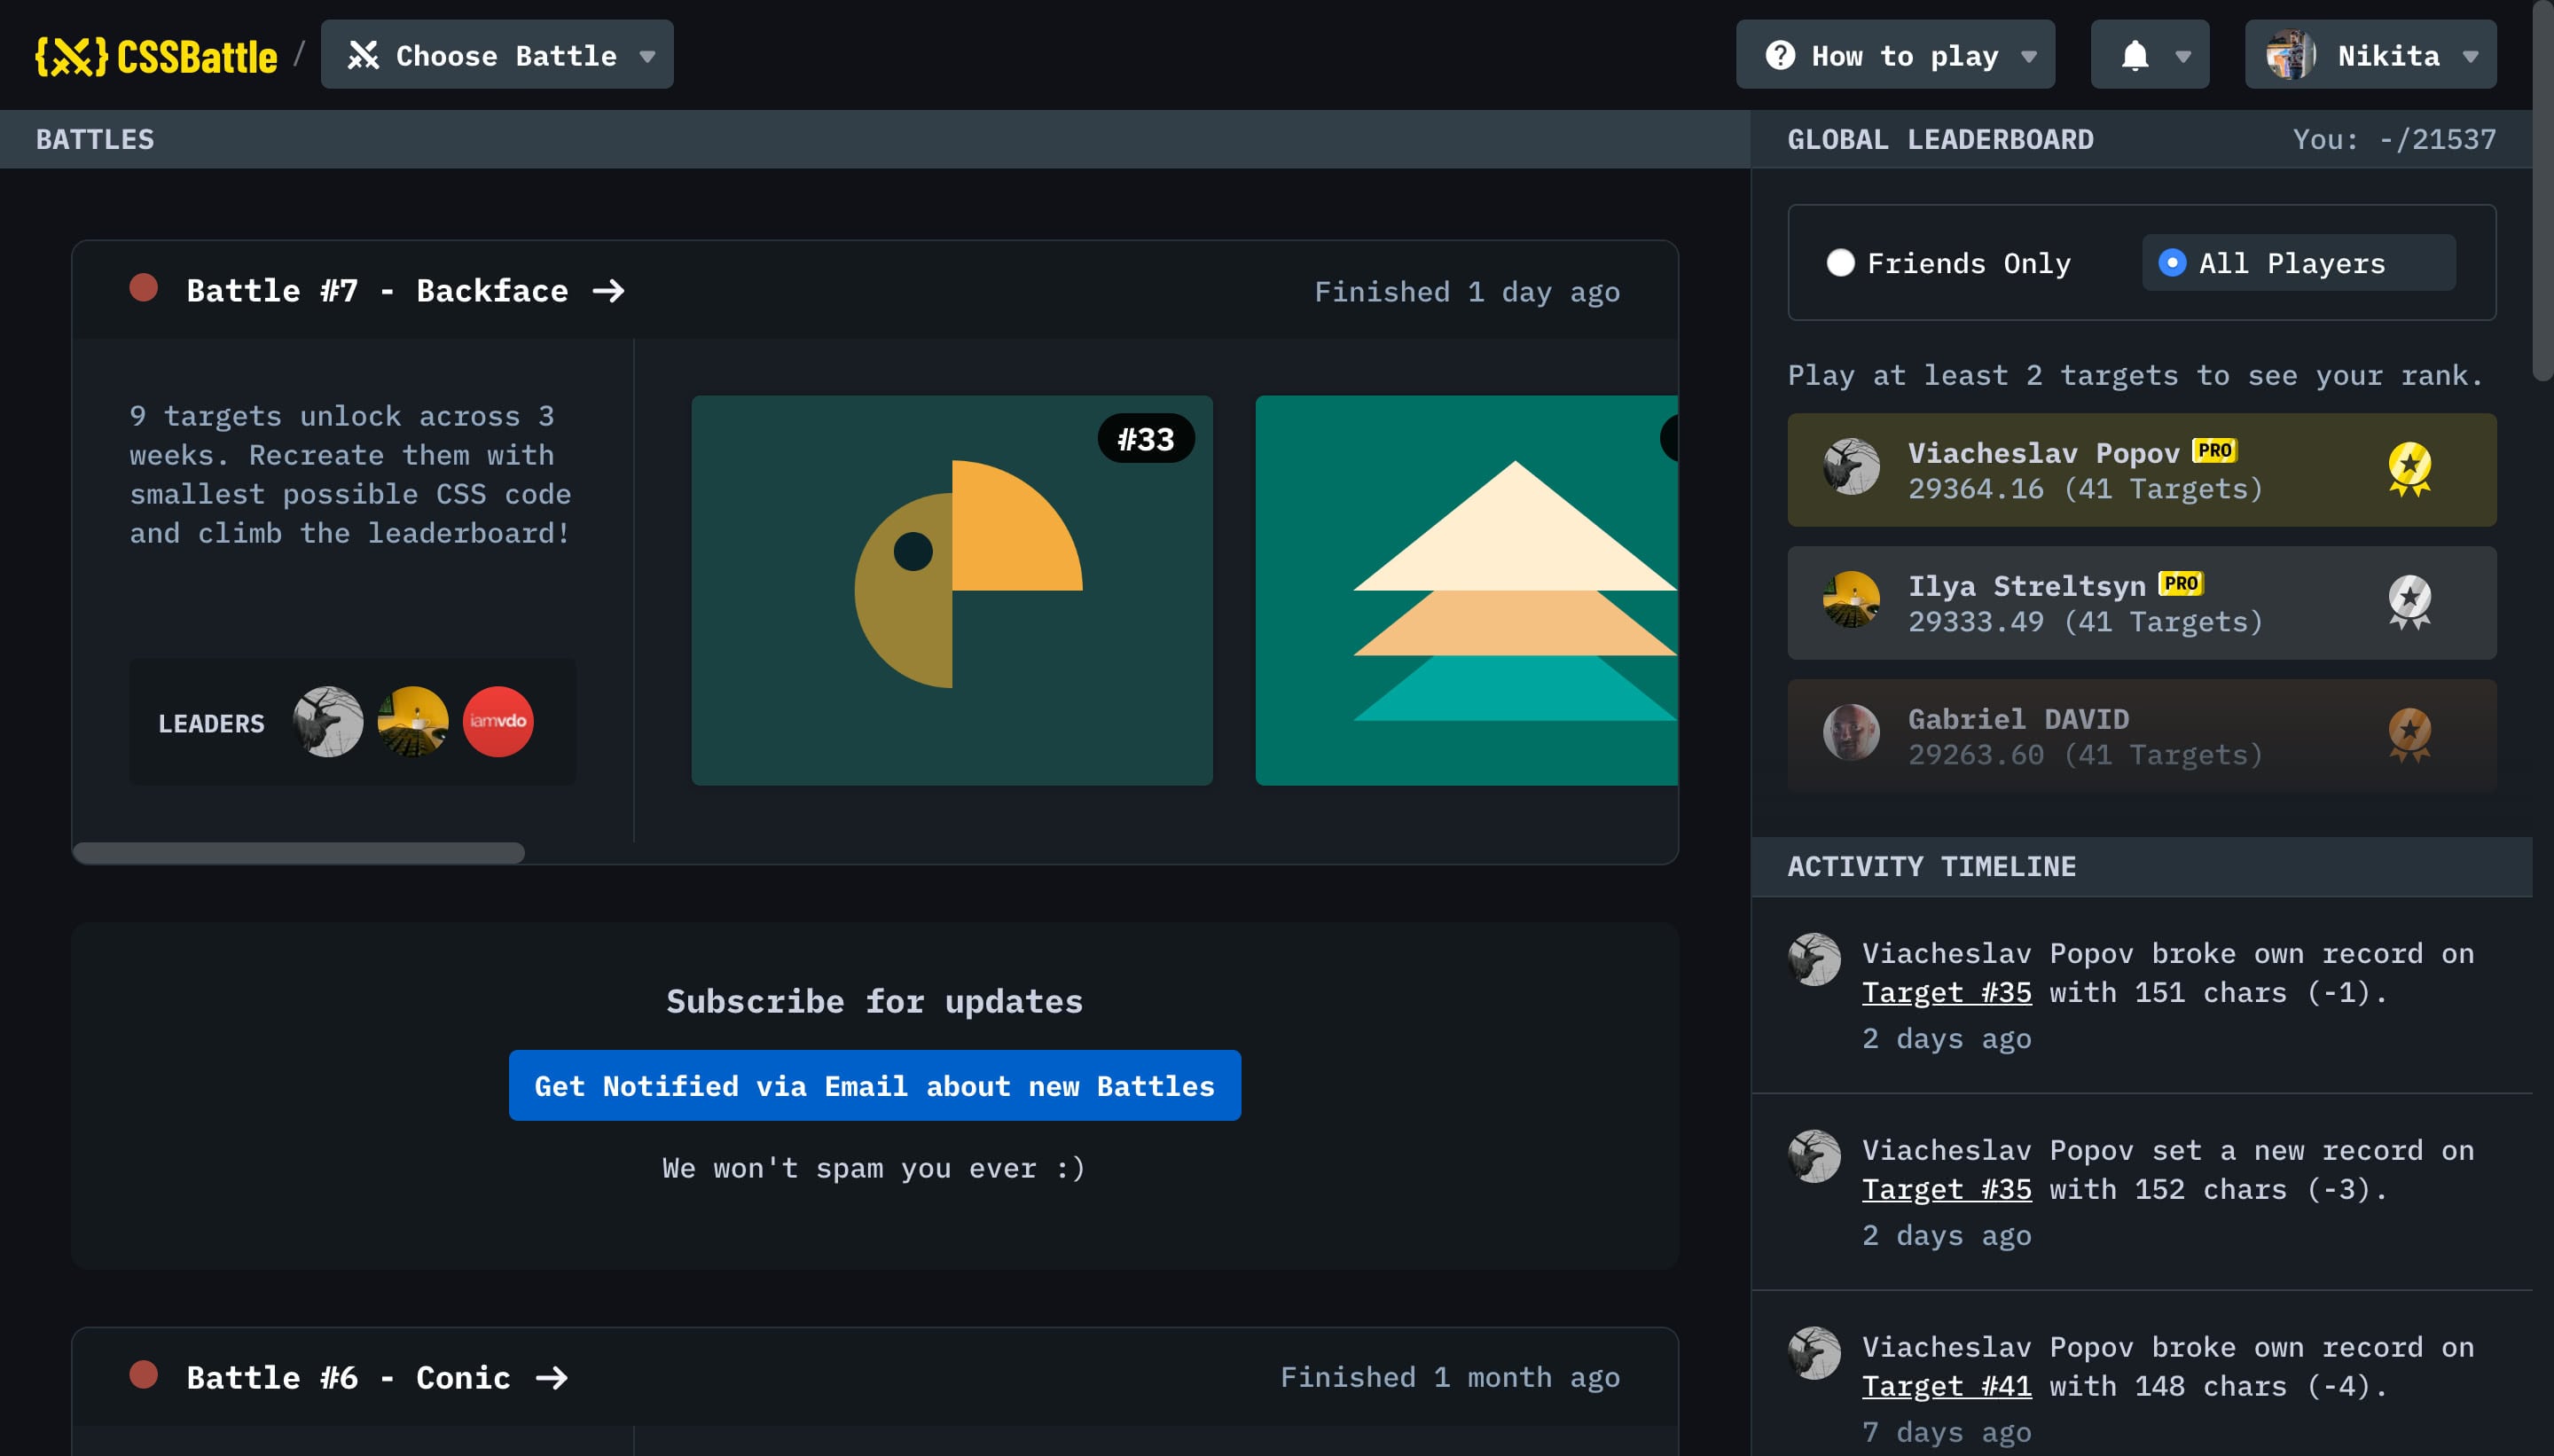 {X} CSSBattle / Choose Battle
How to play
Nikita
BATTLES
Battle #7 - Backface →
Finished 1 day ago
9 targets unlock across 3
weeks. Recreate them with
smallest possible CSS code
and climb the leaderboard!
LEADERS
iamvdo
#33
Subscribe for updates
Get Notified via Email about new Battles
We won't spam you ever :)
Battle #6 - Conic →
Finished 1 month ago
GLOBAL LEADERBOARD
You: -/21537
Friends Only
All Players
Play at least 2 targets to see your rank.
Viacheslav Popov PRO
29364.16 (41 Targets)
Ilya Streltsyn PRO
29333.49 (41 Targets)
Gabriel DAVID
29263.60 (41 Targets)
ACTIVITY TIMELINE
Viacheslav Popov broke own record on
Target #35 with 151 chars (-1).
2 days ago
Viacheslav Popov set a new record on
Target #35 with 152 chars (-3).
2 days ago
Viacheslav Popov broke own record on
Target #41 with 148 chars (-4).
7 days ago